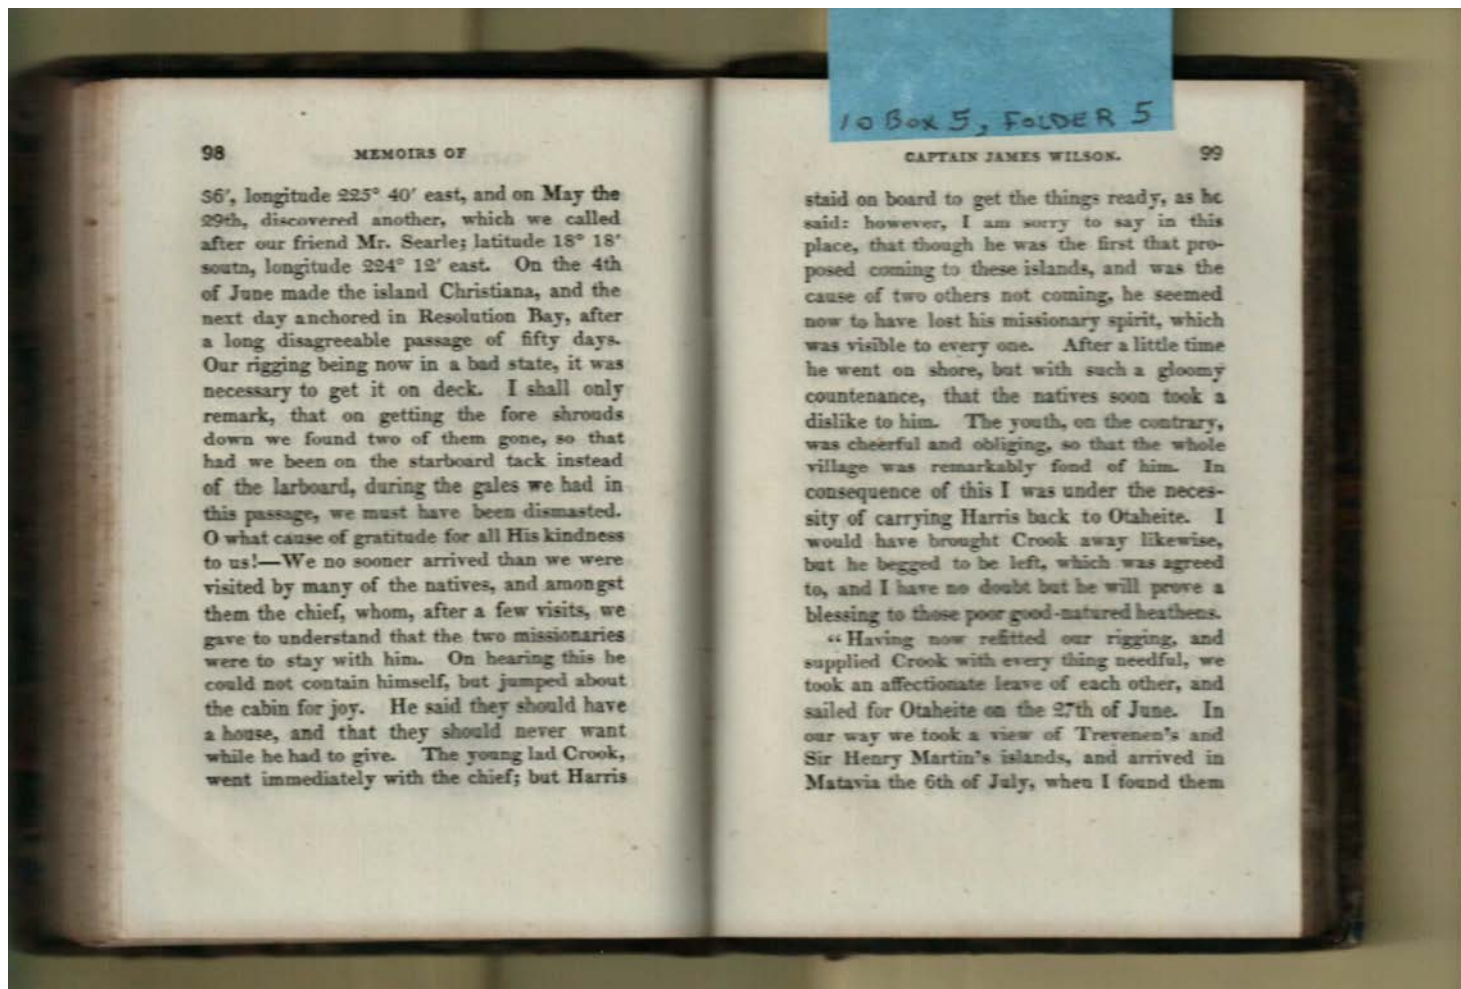 10 Box 5, FOLDER 5
98 MEMOIRS OF
36′, longitude 225° 40′ east, and on May the
29th, discovered another, which we called
after our friend Mr. Searle; latitude 18° 18′
south, longitude 224° 12′ east. On the 4th
of June made the island Christiana, and the
next day anchored in Resolution Bay, after
a long disagreeable passage of fifty days.
Our rigging being now in a bad state, it was
necessary to get it on deck. I shall only
remark, that on getting the fore shrouds
down we found two of them gone, so that
had we been on the starboard tack instead
of the larboard, during the gales we had in
this passage, we must have been dismasted.
O what cause of gratitude for all His kindness
to us!—We no sooner arrived than we were
visited by many of the natives, and amongst
them the chief, whom, after a few visits, we
gave to understand that the two missionaries
were to stay with him. On hearing this he
could not contain himself, but jumped about
the cabin for joy. He said they should have
a house, and that they should never want
while he had to give. The young lad Crook,
went immediately with the chief; but Harris
CAPTAIN JAMES WILSON. 99
staid on board to get the things ready, as he
said: however, I am sorry to say in this
place, that though he was the first that pro-
posed coming to these islands, and was the
cause of two others not coming, he seemed
now to have lost his missionary spirit, which
was visible to every one. After a little time
he went on shore, but with such a gloomy
countenance, that the natives soon took a
dislike to him. The youth, on the contrary,
was cheerful and obliging, so that the whole
village was remarkably fond of him. In
consequence of this I was under the neces-
sity of carrying Harris back to Otaheite. I
would have brought Crook away likewise,
but he begged to be left, which was agreed
to, and I have no doubt but he will prove a
blessing to those poor good-natured heathens.
“Having now refitted our rigging, and
supplied Crook with every thing needful, we
took an affectionate leave of each other, and
sailed for Otaheite on the 27th of June. In
our way we took a view of Trevenen's and
Sir Henry Martin's islands, and arrived in
Matavia the 6th of July, when I found them